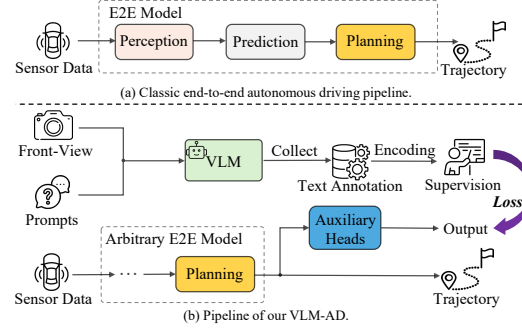 E2E Model
Perception
Prediction
Planning
Sensor Data
Trajectory
(a) Classic end-to-end autonomous driving pipeline.
Front-View
VLM
Collect
Encoding
Text Annotation
Supervision
Prompts
Loss
Auxiliary
Heads
Output
Arbitrary E2E Model
...
Planning
Sensor Data
Trajectory
(b) Pipeline of our VLM-AD.